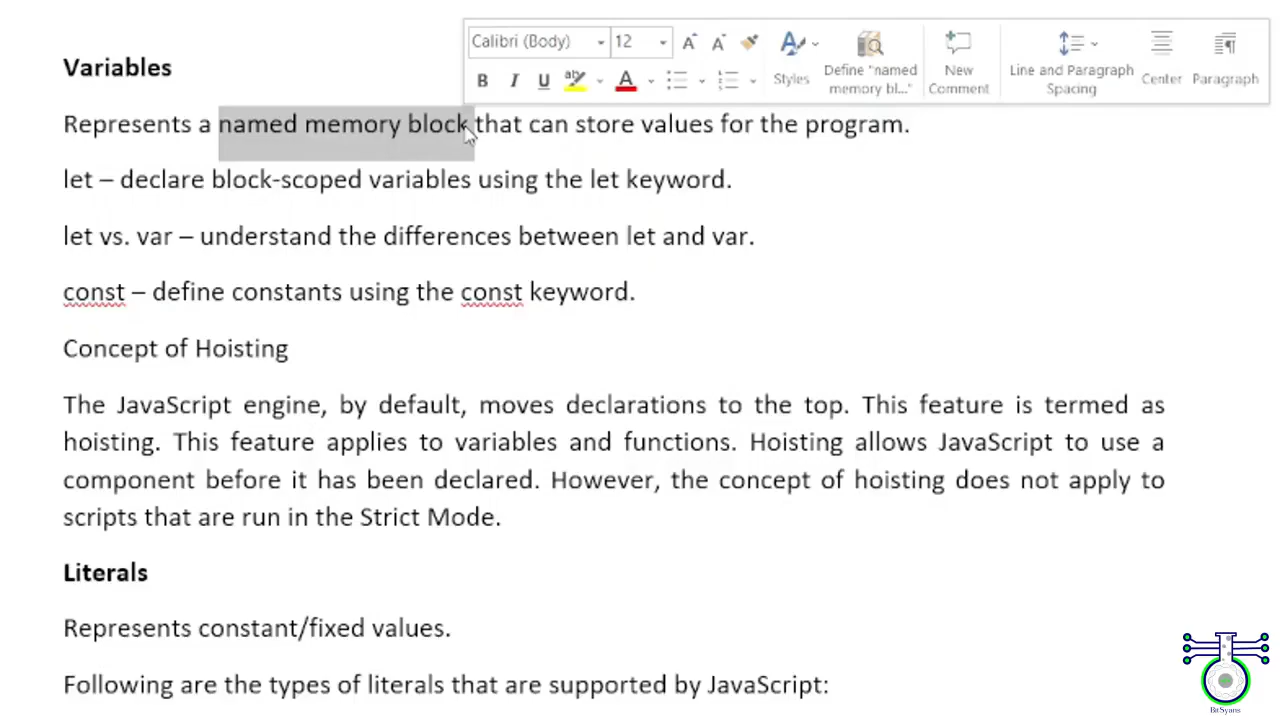 Calibri (Body) 12
Styles
Define "named memory bl..."
New Comment
Line and Paragraph Spacing
Center
Paragraph
B I U aby A
Variables
Represents a named memory block that can store values for the program.
let – declare block-scoped variables using the let keyword.
let vs. var – understand the differences between let and var.
const – define constants using the const keyword.
Concept of Hoisting
The JavaScript engine, by default, moves declarations to the top. This feature is termed as
hoisting. This feature applies to variables and functions. Hoisting allows JavaScript to use a
component before it has been declared. However, the concept of hoisting does not apply to
scripts that are run in the Strict Mode.
Literals
Represents constant/fixed values.
Following are the types of literals that are supported by JavaScript:
BitSyans